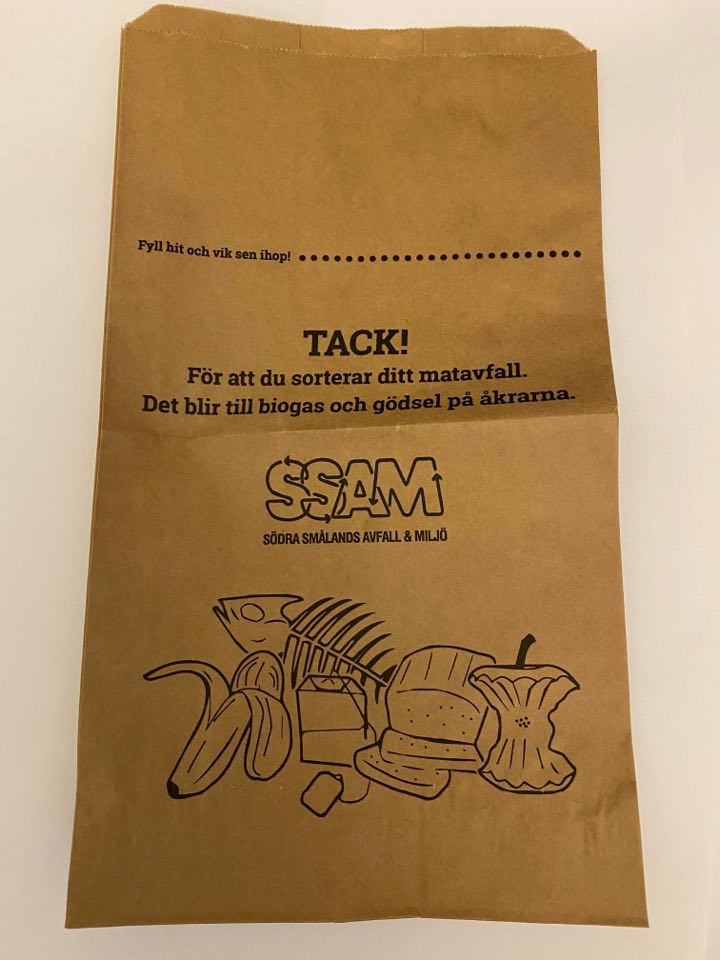 Fyll hit och vik sen ihop! .......................
TACK!
För att du sorterar ditt matavfall.
Det blir till biogas och gödsel på åkrarna.
SSAM
SÖDRA SMÅLANDS AVFALL & MILJÖ